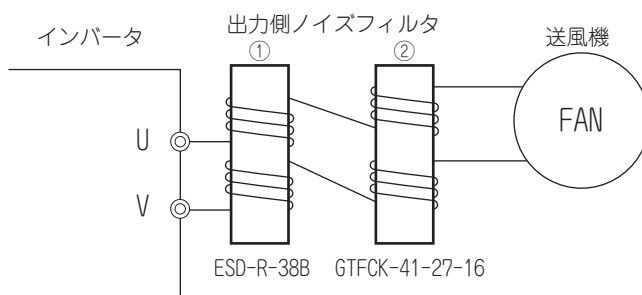 インバータ
出力側ノイズフィルタ
① ②
送風機
U
V
FAN
ESD-R-38B
GTFCK-41-27-16